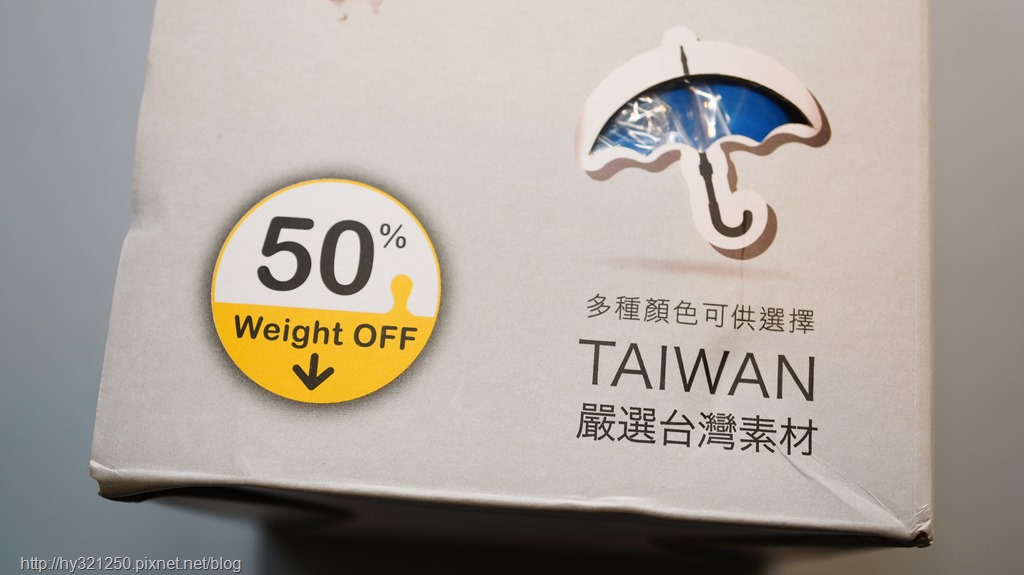 50%
Weight OFF
多種顏色可供選擇
TAIWAN
嚴選台灣素材
http://hy321250.pixnet.net/blog